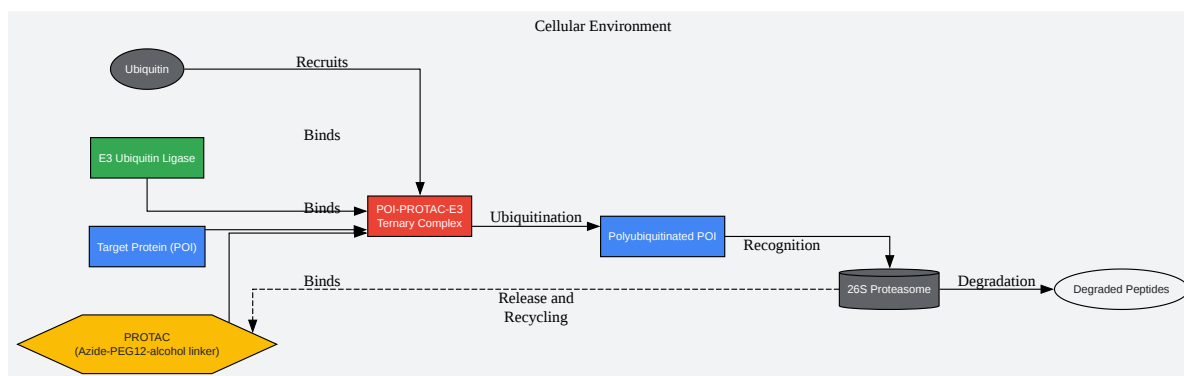 Cellular Environment
Ubiquitin
Recruits
Binds
E3 Ubiquitin Ligase
Binds
POI-PROTAC-E3
Ternary Complex
Ubiquitination
Polyubiquitinated POI
Target Protein (POI)
Recognition
Binds
Release and
Recycling
26S Proteasome
Degradation
Degraded Peptides
PROTAC
(Azide-PEG12-alcohol linker)